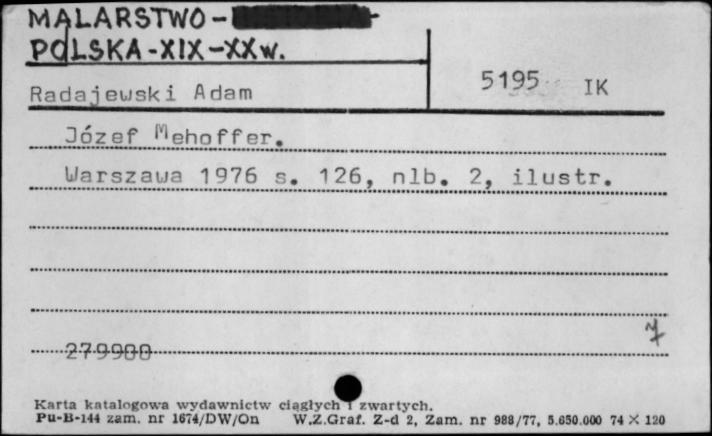 MALARSTWO-
POLSKA-XIX-XXw.
5195 IK
Radajewski Adam
Józef Mehoffer.
Warszawa 1976 s. 126, nlb. 2, ilustr.
7
279900
Karta katalogowa wydawnictw ciągłych i zwartych.
Pu-B-144 zam. nr 1674/DW/On W.Z.Graf. Z-d 2, Zam. nr 988/77, 5.650.000 74 X 120